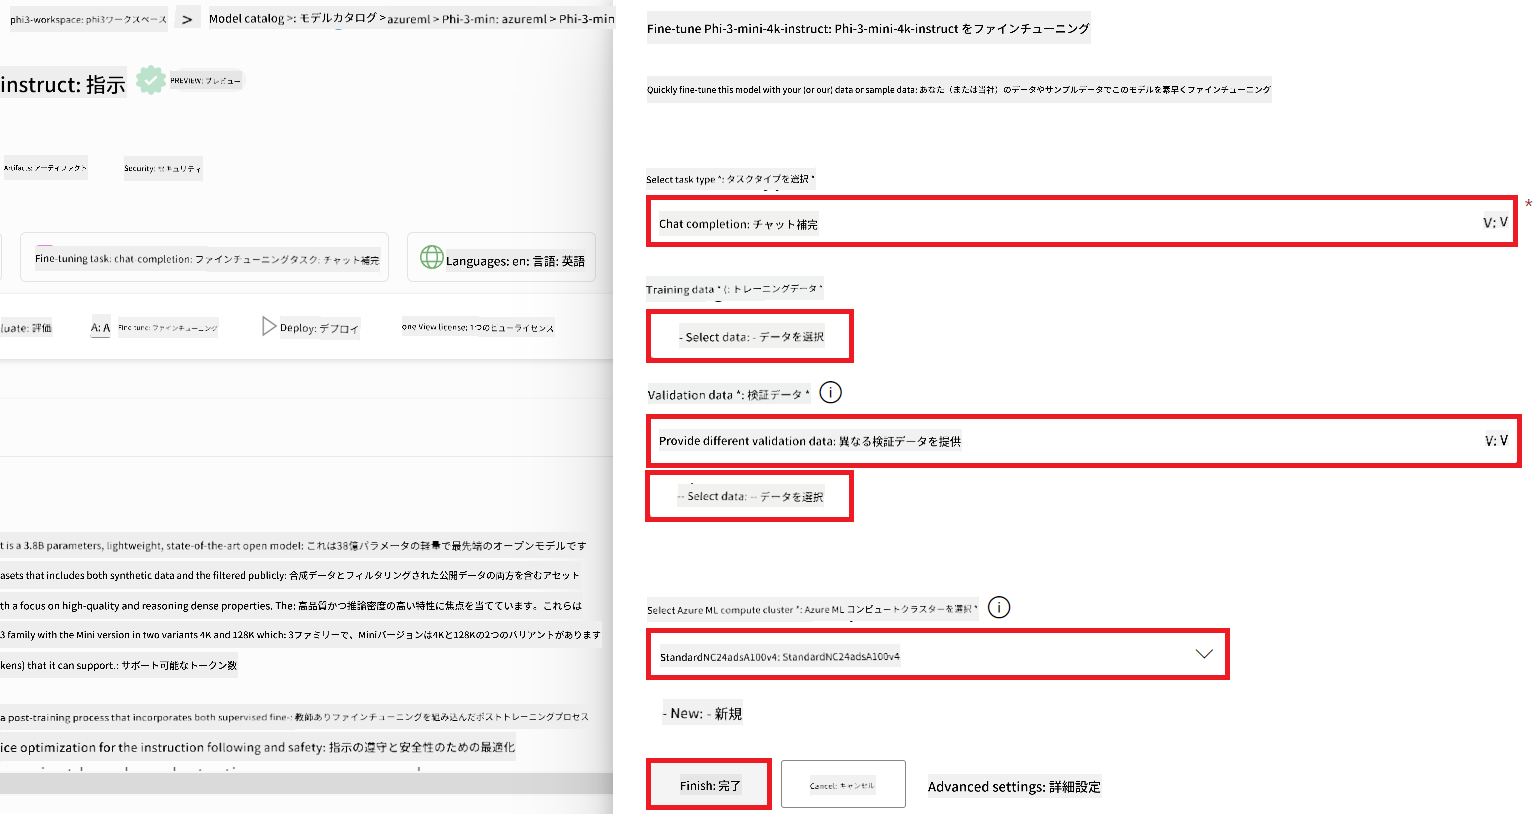 phi3-workspace: phi3ワークスペース > Model catalog >: モデルカタログ > azureml > Phi-3-min: azureml > Phi-3-min
instruct: 指示 PREVIEW: プレビュー
Artifacts: アーティファクト Security: セキュリティ
Fine-tuning task: chat-completion: ファインチューニングタスク: チャット補完 Languages: en: 言語: 英語
luate: 評価 A: A Fine-tune: ファインチューニング Deploy: デプロイ one View license: 1つのビューライセンス
t is a 3.8B parameters, lightweight, state-of-the-art open model: これは38億パラメータの軽量で最先端のオープンモデルです
asets that includes both synthetic data and the filtered publicly: 合成データとフィルタリングされた公開データの両方を含むアセット
th a focus on high-quality and reasoning dense properties. The: 高品質かつ推論密度の高い特性に焦点を当てています。これらは
3 family with the Mini version in two variants 4K and 128K which: 3ファミリーで、Miniバージョンは4Kと128Kの2つのバリアントがあります
kens) that it can support.: サポート可能なトークン数
a post-training process that incorporates both supervised fine-: 教師ありファインチューニングを組み込んだポストトレーニングプロセス
ice optimization for the instruction following and safety: 指示の遵守と安全性のための最適化
Fine-tune Phi-3-mini-4k-instruct: Phi-3-mini-4k-instruct をファインチューニング
Quickly fine-tune this model with your (or our) data or sample data: あなた（または当社）のデータやサンプルデータでこのモデルを素早くファインチューニング
Select task type *: タスクタイプを選択 *
Chat completion: チャット補完 V: V *
Training data * (: トレーニングデータ *
- Select data: - データを選択
Validation data *: 検証データ * i
Provide different validation data: 異なる検証データを提供 V: V
-- Select data: -- データを選択
Select Azure ML compute cluster *: Azure ML コンピュートクラスターを選択 * i
StandardNC24adsA100v4: StandardNC24adsA100v4
- New: - 新規
Finish: 完了 Cancel: キャンセル Advanced settings: 詳細設定